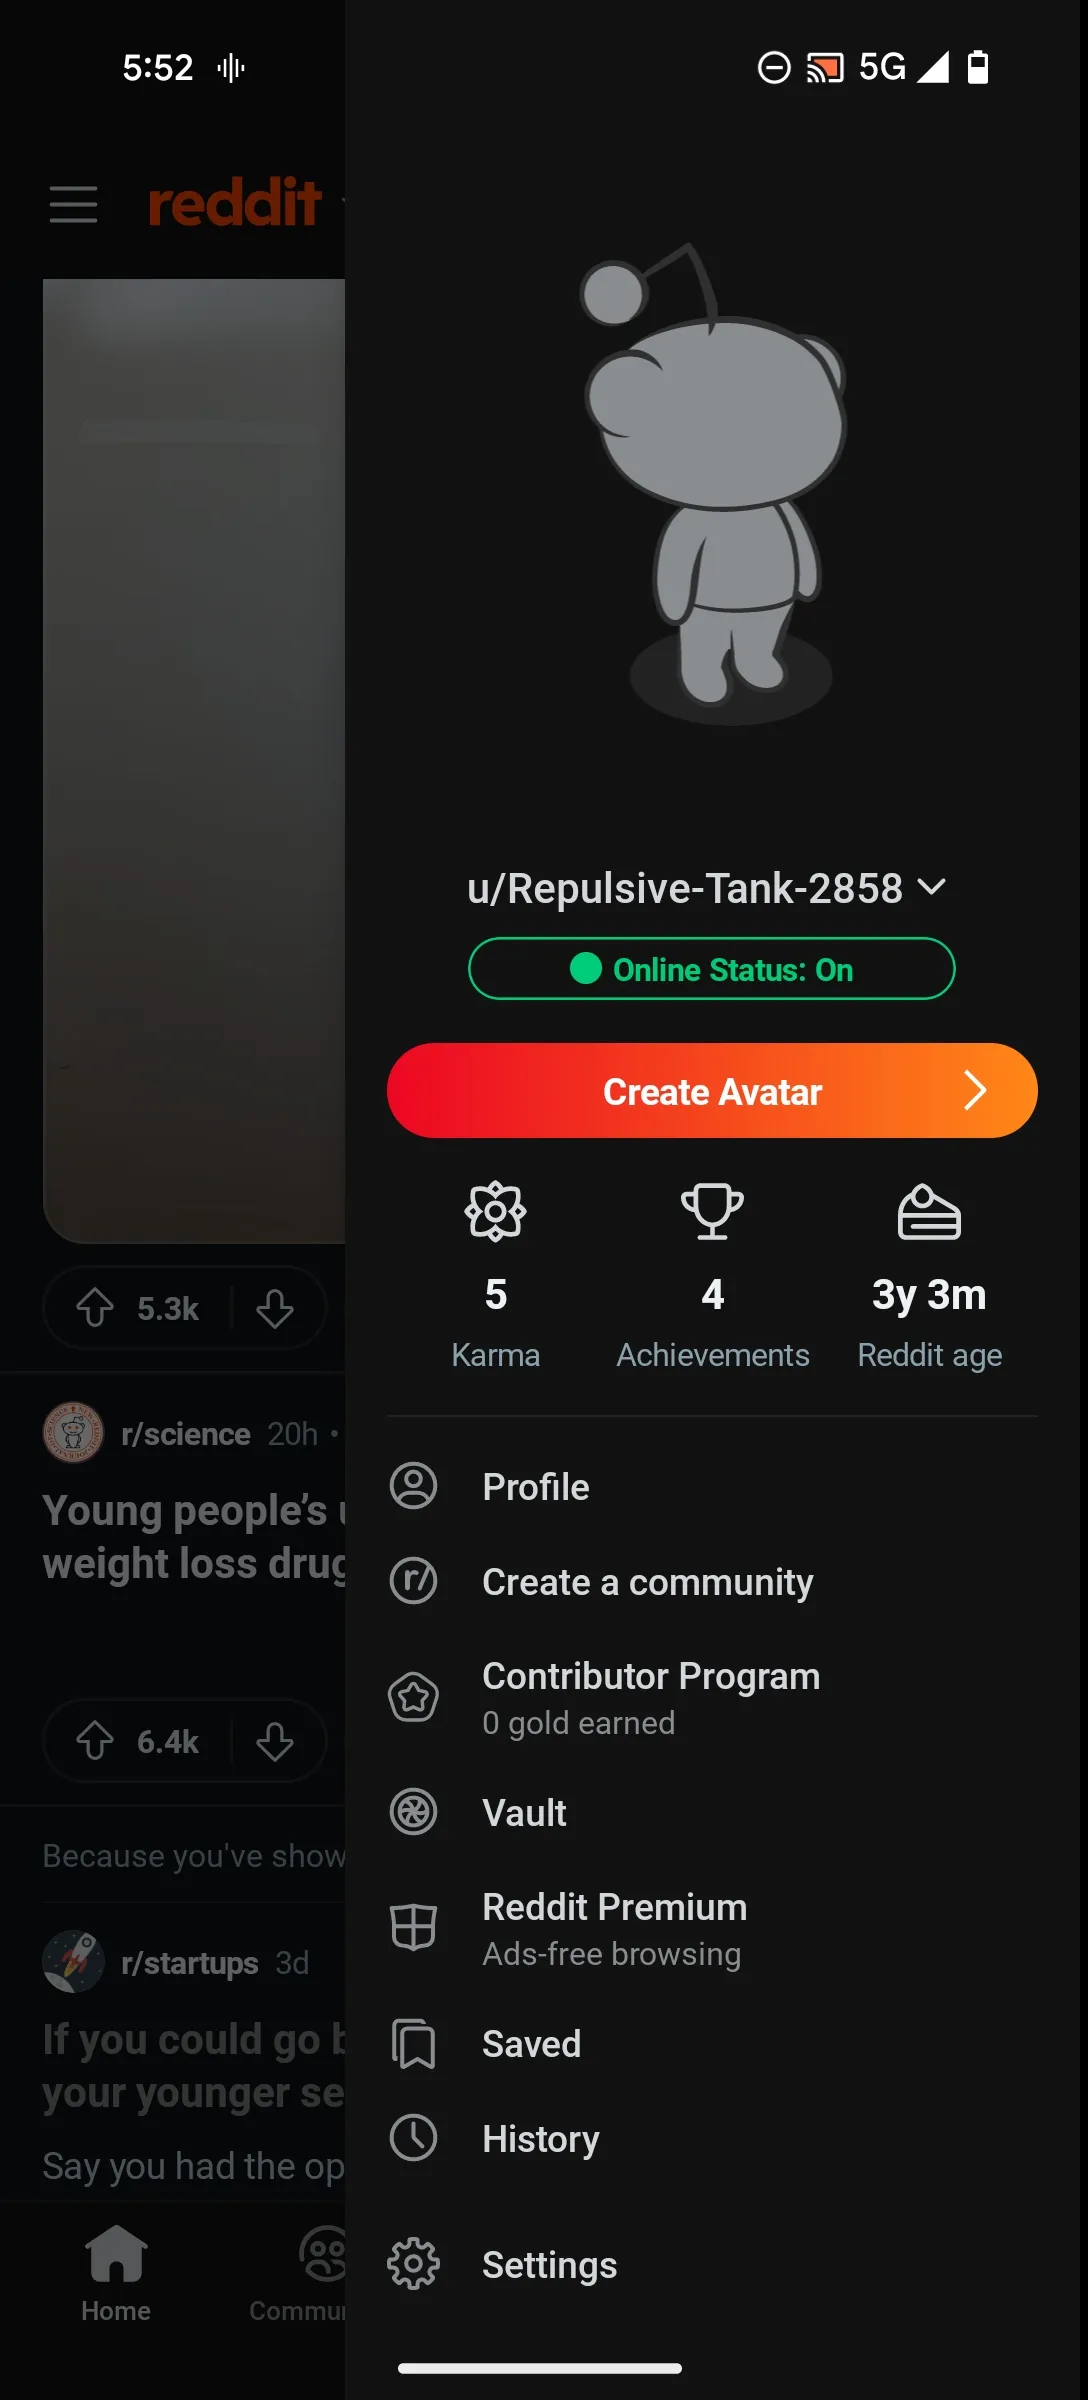 5:52
5G
reddit
5.3k
r/science 20h •
Young people's
weight loss drug
6.4k
Because you've show
r/startups 3d
If you could go b
your younger se
Say you had the op
Home
Commun
u/Repulsive-Tank-2858
Online Status: On
Create Avatar
5
Karma
4
Achievements
3y 3m
Reddit age
Profile
r/
Create a community
Contributor Program
0 gold earned
Vault
Reddit Premium
Ads-free browsing
Saved
History
Settings